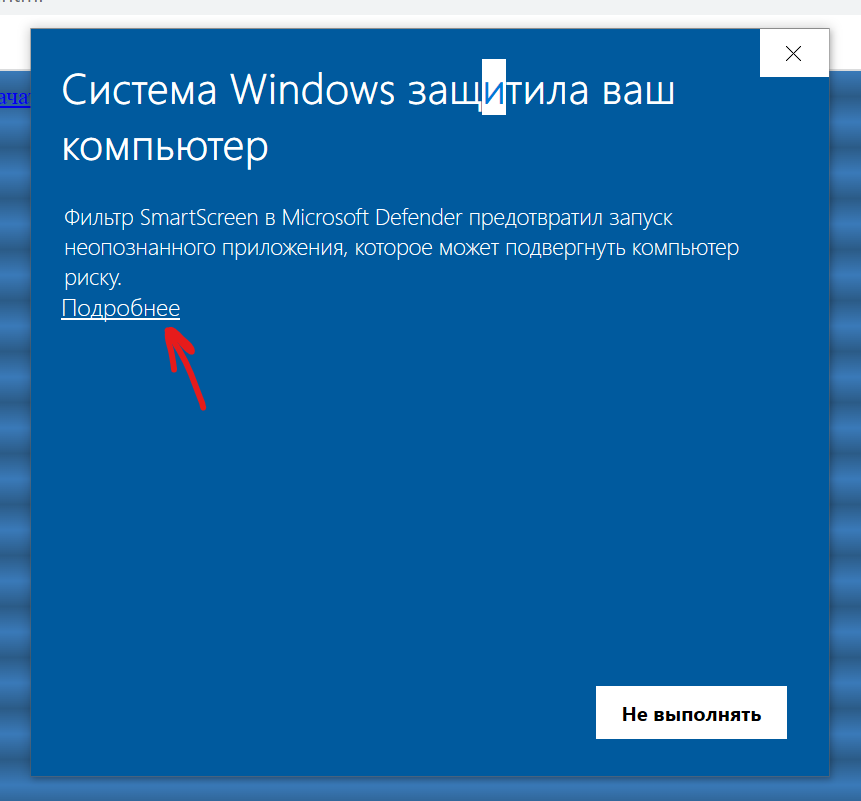 Система Windows защитила ваш
компьютер
Фильтр SmartScreen в Microsoft Defender предотвратил запуск
неопознанного приложения, которое может подвергнуть компьютер
риску.
Подробнее
Не выполнять